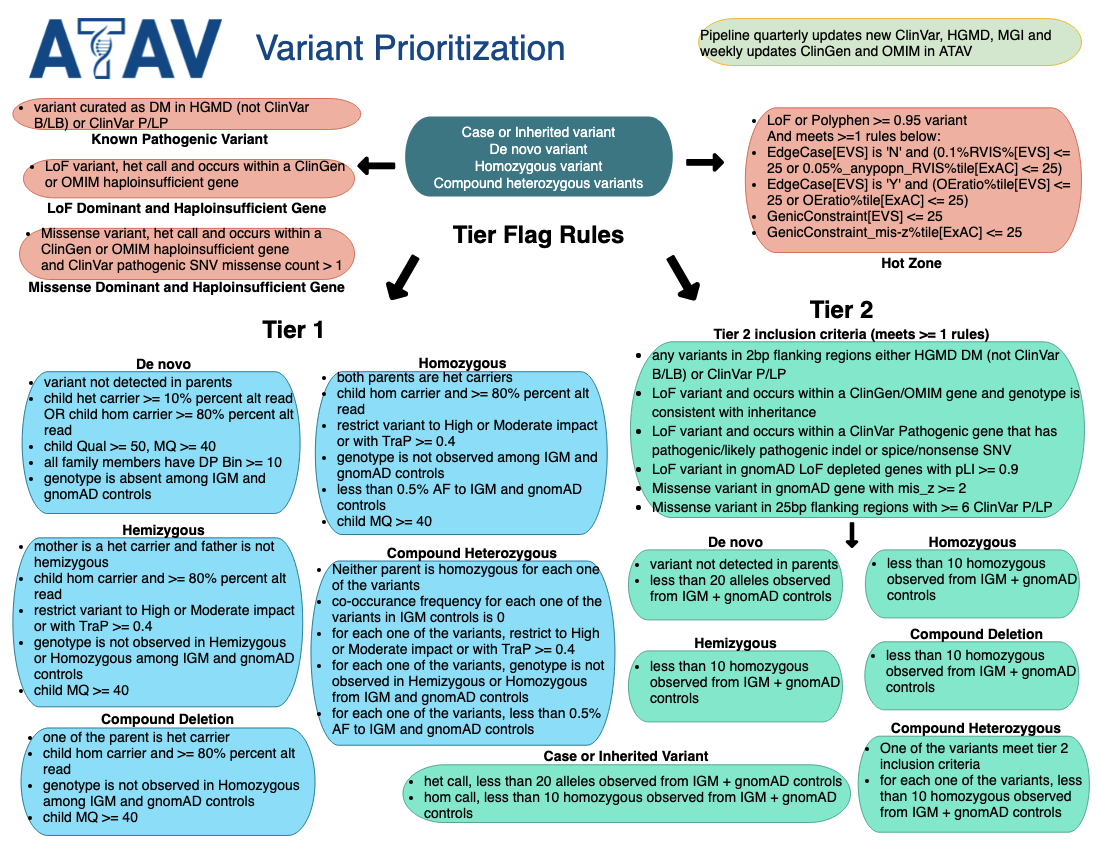 ATAV
Variant Prioritization
Pipeline quarterly updates new ClinVar, HGMD, MGI and
weekly updates ClinGen and OMIM in ATAV
• variant curated as DM in HGMD (not ClinVar
B/LB) or ClinVar P/LP
Known Pathogenic Variant
• LoF variant, het call and occurs within a ClinGen
or OMIM haploinsufficient gene
LoF Dominant and Haploinsufficient Gene
• Missense variant, het call and occurs within a
ClinGen or OMIM haploinsufficient gene
and ClinVar pathogenic SNV missense count > 1
Missense Dominant and Haploinsufficient Gene
Case or Inherited variant
De novo variant
Homozygous variant
Compound heterozygous variants
Tier Flag Rules
• LoF or Polyphen >= 0.95 variant
And meets >=1 rules below:
• EdgeCase[EVS] is 'N' and (0.1%RVIS%[EVS] <=
25 or 0.05%_anypopn_RVIS%tile[ExAC] <= 25)
• EdgeCase[EVS] is 'Y' and (OEratio%tile[EVS] <=
25 or OEratio%tile[ExAC] <= 25)
• GenicConstraint[EVS] <= 25
• GenicConstraint_mis-z%tile[ExAC] <= 25
Hot Zone
Tier 1
De novo
• variant not detected in parents
• child het carrier >= 10% percent alt read
OR child hom carrier >= 80% percent alt
read
• child Qual >= 50, MQ >= 40
• all family members have DP Bin >= 10
• genotype is absent among IGM and
gnomAD controls
Homozygous
• both parents are het carriers
• child hom carrier and >= 80% percent alt
read
• restrict variant to High or Moderate impact
or with TraP >= 0.4
• genotype is not observed among IGM and
gnomAD controls
• less than 0.5% AF to IGM and gnomAD
controls
• child MQ >= 40
Hemizygous
• mother is a het carrier and father is not
hemizygous
• child hom carrier and >= 80% percent alt
read
• restrict variant to High or Moderate impact
or with TraP >= 0.4
• genotype is not observed in Hemizygous
or Homozygous among IGM and gnomAD
controls
• child MQ >= 40
Compound Heterozygous
• Neither parent is homozygous for each one
of the variants
• co-occurance frequency for each one of the
variants in IGM controls is 0
• for each one of the variants, restrict to High
or Moderate impact or with TraP >= 0.4
• for each one of the variants, genotype is not
observed in Hemizygous or Homozygous
from IGM and gnomAD controls
• for each one of the variants, less than 0.5%
AF to IGM and gnomAD controls
Compound Deletion
• one of the parent is het carrier
• child hom carrier and >= 80% percent alt
read
• genotype is not observed in Homozygous
among IGM and gnomAD controls
• child MQ >= 40
Tier 2
Tier 2 inclusion criteria (meets >= 1 rules)
• any variants in 2bp flanking regions either HGMD DM (not ClinVar
B/LB) or ClinVar P/LP
• LoF variant and occurs within a ClinGen/OMIM gene and genotype is
consistent with inheritance
• LoF variant and occurs within a ClinVar Pathogenic gene that has
pathogenic/likely pathogenic indel or spice/nonsense SNV
• LoF variant in gnomAD LoF depleted genes with pLI >= 0.9
• Missense variant in gnomAD gene with mis_z >= 2
• Missense variant in 25bp flanking regions with >= 6 ClinVar P/LP
De novo
• variant not detected in parents
• less than 20 alleles observed
from IGM + gnomAD controls
Homozygous
• less than 10 homozygous
observed from IGM + gnomAD
controls
Hemizygous
• less than 10 homozygous
observed from IGM + gnomAD
controls
Compound Deletion
• less than 10 homozygous
observed from IGM + gnomAD
controls
Case or Inherited Variant
• het call, less than 20 alleles observed from IGM + gnomAD controls
• hom call, less than 10 homozygous observed from IGM + gnomAD
controls
Compound Heterozygous
• One of the variants meet tier 2
inclusion criteria
• for each one of the variants, less
than 10 homozygous observed
from IGM + gnomAD controls